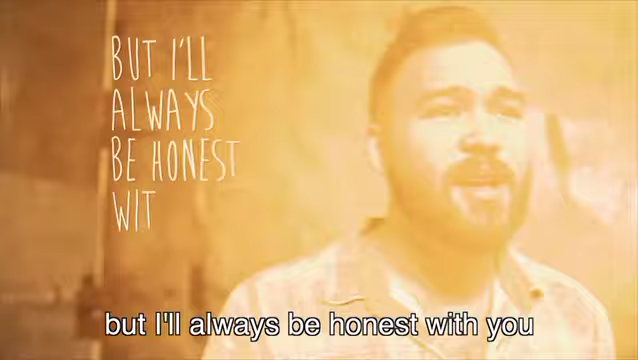 BUT I'LL
ALWAYS
BE HONEST
WIT
but I'll always be honest with you